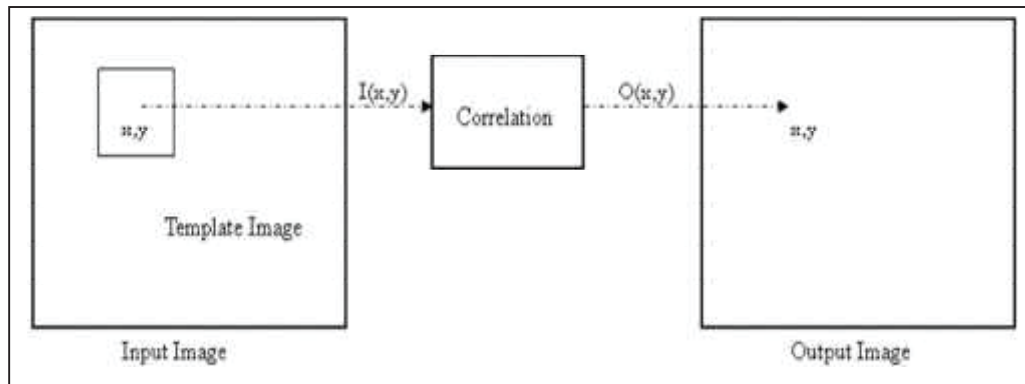 I(x,y)
O(x,y)
Correlation
x,y
x,y
Template Image
Input Image
Output Image